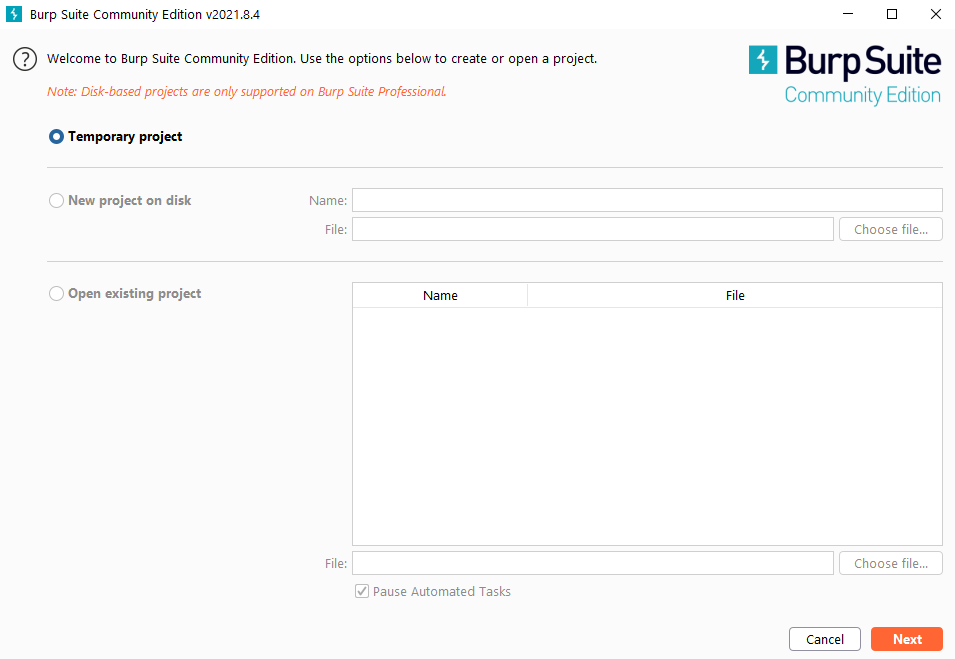 Burp Suite Community Edition v2021.8.4
Welcome to Burp Suite Community Edition. Use the options below to create or open a project.
Note: Disk-based projects are only supported on Burp Suite Professional.
Burp Suite
Community Edition
Temporary project
New project on disk
Name:
File:
Choose file...
Open existing project
Name File
File:
Choose file...
Pause Automated Tasks
Cancel
Next